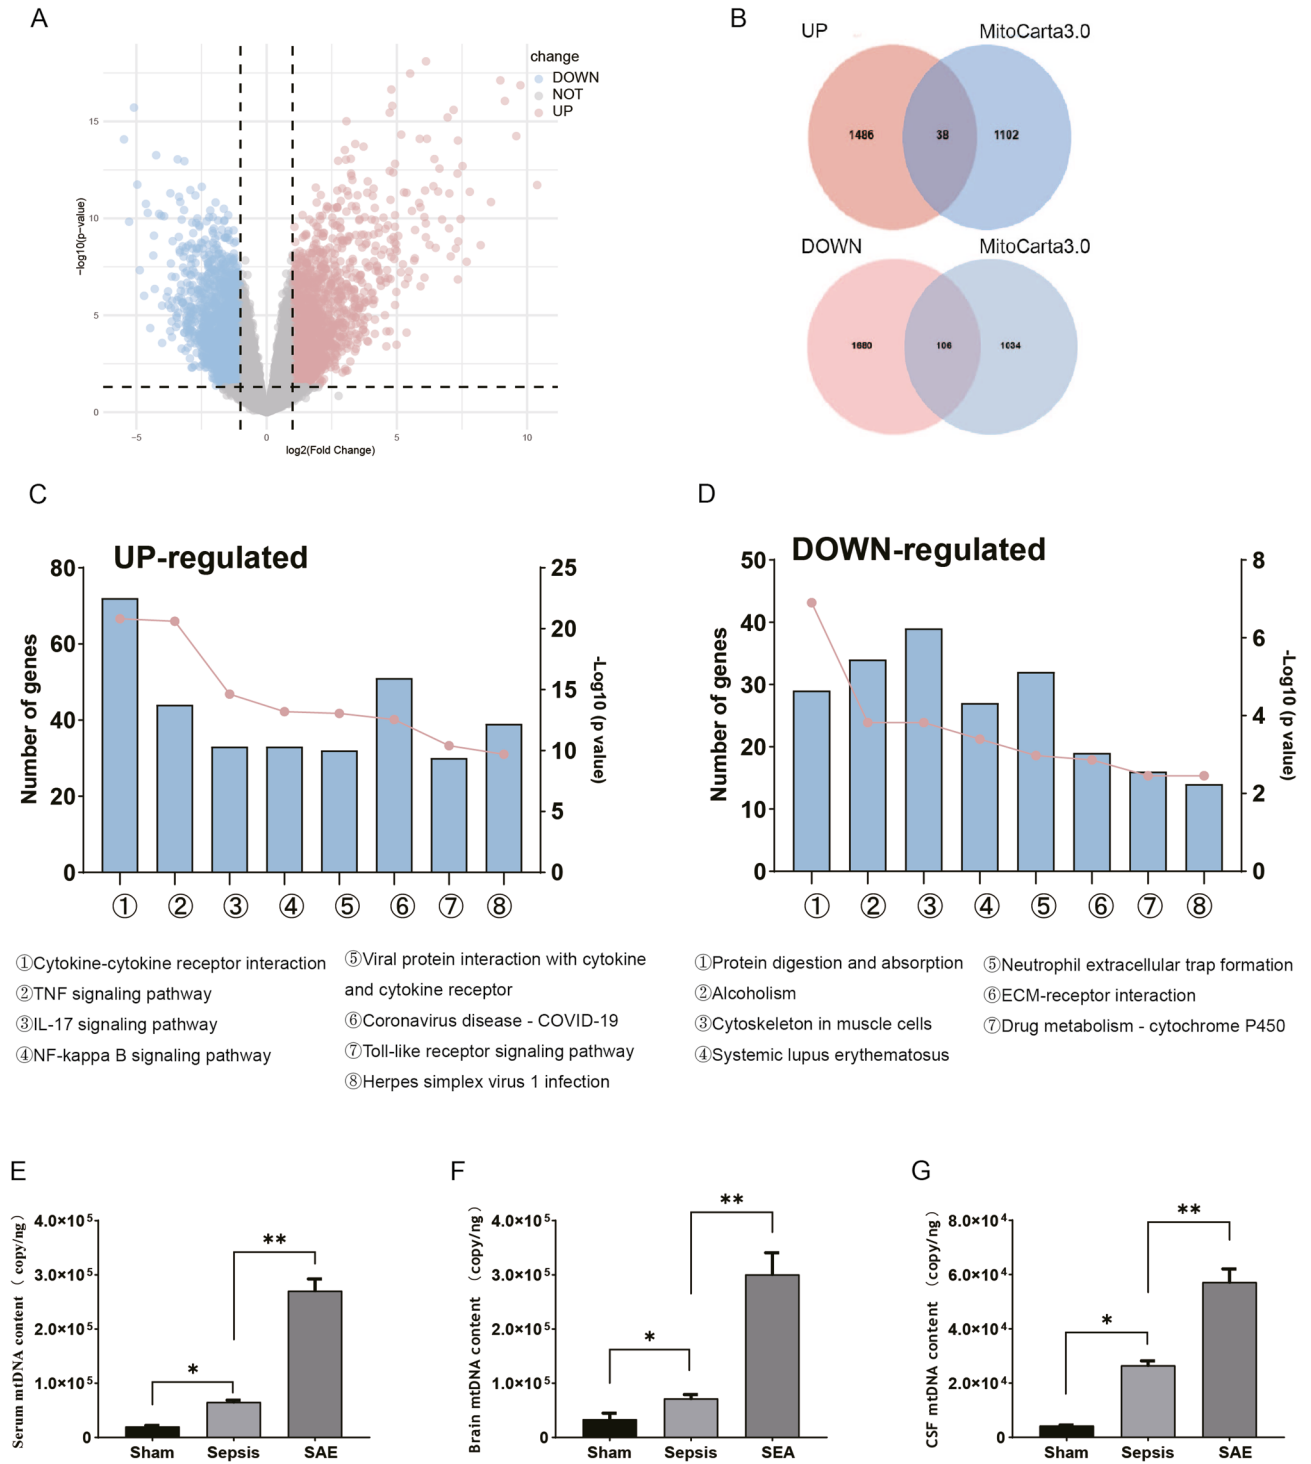 A
change
DOWN
NOT
UP
15
10
5
0
−log10(p−value)
−5
0
5
10
log2(Fold Change)
B
UP
MitoCarta3.0
1486
38
1102
DOWN
MitoCarta3.0
1680
106
1034
C
UP-regulated
80
60
40
20
0
Number of genes
25
20
15
10
5
0
-Log10 (p value)
① ② ③ ④ ⑤ ⑥ ⑦ ⑧
①Cytokine-cytokine receptor interaction
②TNF signaling pathway
③IL-17 signaling pathway
④NF-kappa B signaling pathway
⑤Viral protein interaction with cytokine
and cytokine receptor
⑥Coronavirus disease - COVID-19
⑦Toll-like receptor signaling pathway
⑧Herpes simplex virus 1 infection
D
DOWN-regulated
50
40
30
20
10
0
Number of genes
8
6
4
2
0
-Log10 (p value)
① ② ③ ④ ⑤ ⑥ ⑦ ⑧
①Protein digestion and absorption
②Alcoholism
③Cytoskeleton in muscle cells
④Systemic lupus erythematosus
⑤Neutrophil extracellular trap formation
⑥ECM-receptor interaction
⑦Drug metabolism - cytochrome P450
E
Serum mtDNA content（copy/ng）
4.0×10⁵
3.0×10⁵
2.0×10⁵
1.0×10⁵
0
*
**
Sham Sepsis SAE
F
Brain mtDNA content （copy/ng）
4.0×10⁵
3.0×10⁵
2.0×10⁵
1.0×10⁵
0
*
**
Sham Sepsis SEA
G
CSF mtDNA content （copy/ng）
8.0×10⁴
6.0×10⁴
4.0×10⁴
2.0×10⁴
0
*
**
Sham Sepsis SAE